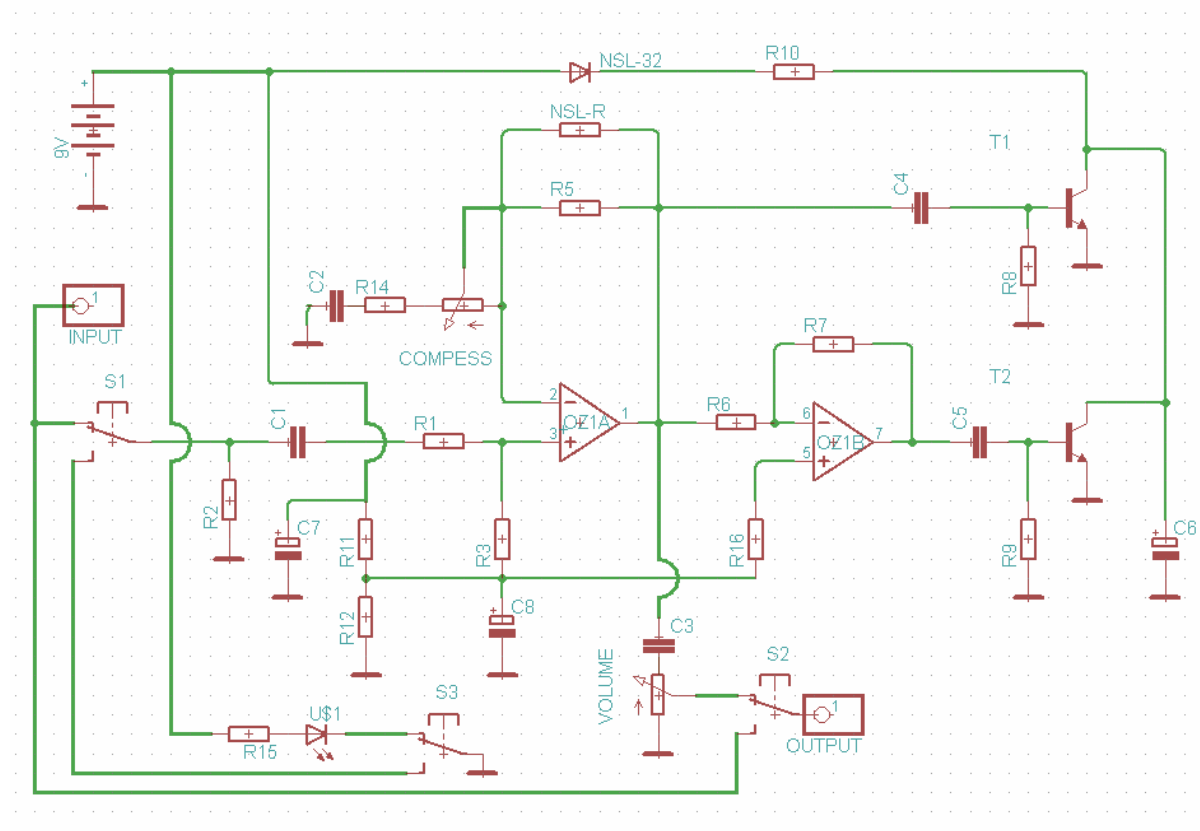 NSL-32
R10
+
9V
-
NSL-R
T1
R5
C4
C2
R14
R8
1
INPUT
COMPESS
R7
S1
T2
2
1
R6
6
C1
R1
OZ1A
C5
3
OZ1B
7
5
R2
+
C7
R11
R3
R16
R9
+
C6
+
C8
R12
C3
VOLUME
S2
S3
U$1
1
R15
OUTPUT